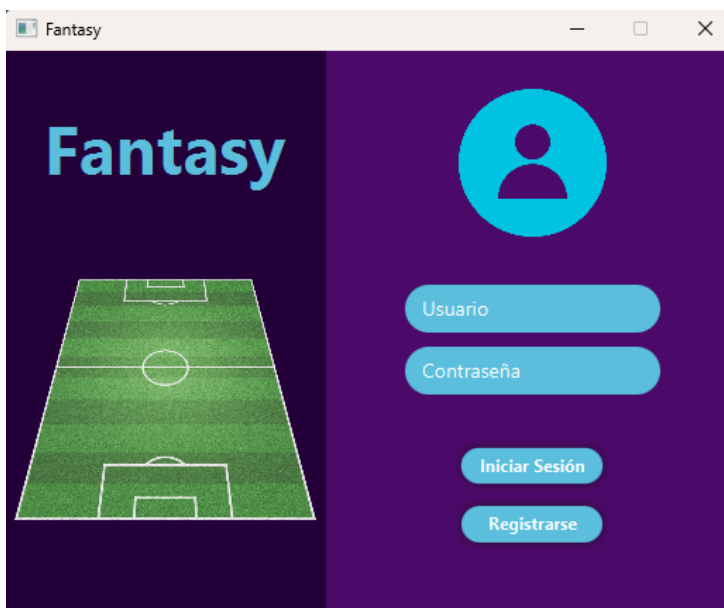 Fantasy
Fantasy
Usuario
Contraseña
Iniciar Sesión
Registrarse